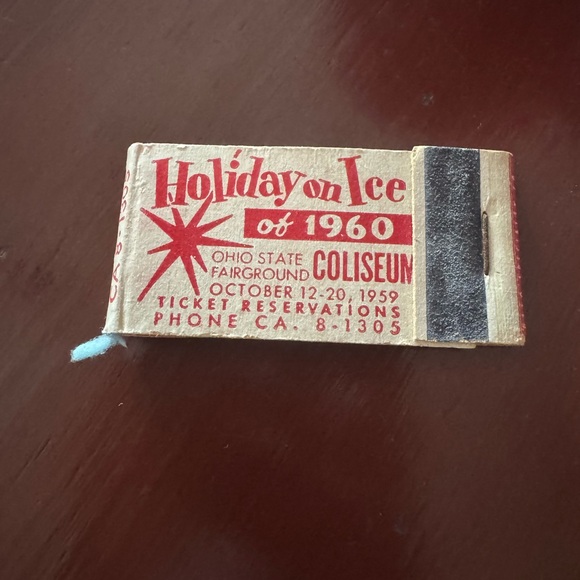 Holiday on Ice
of 1960
OHIO STATE
FAIRGROUND COLISEUM
OCTOBER 12-20, 1959
TICKET RESERVATIONS
PHONE CA. 8-1305